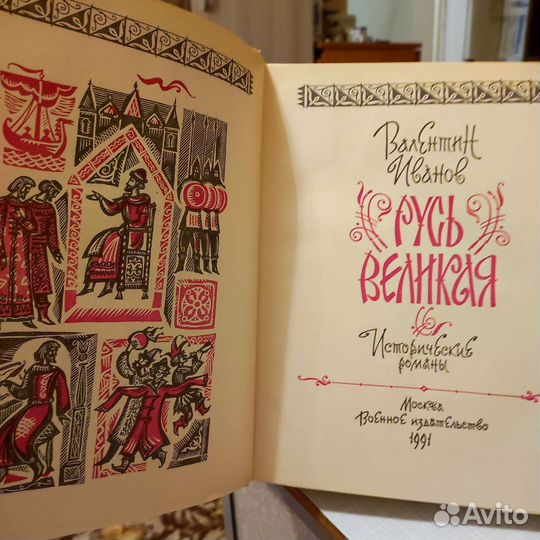 Валентин
Иванов
РУСЬ
ВЕЛИКАЯ
Исторические
романы
Москва
Военное издательство
1991
Avito